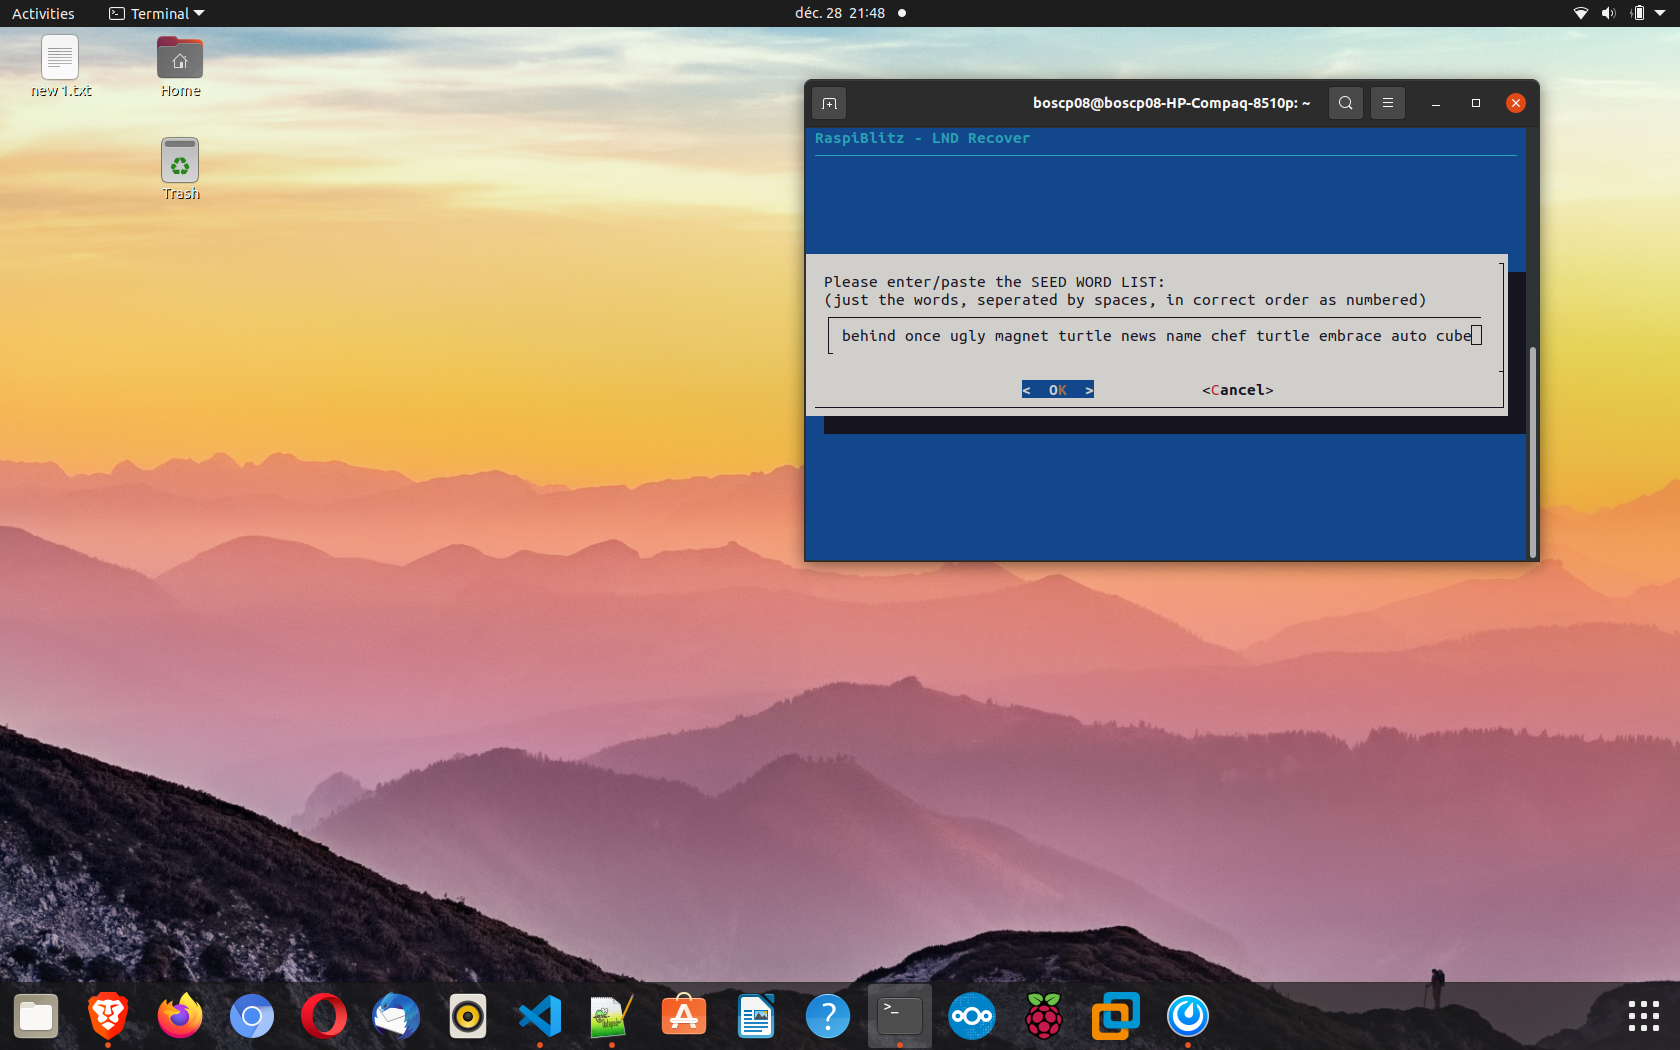 Activities
Terminal
déc. 28 21:48
new 1.txt
Home
Trash
boscp08@boscp08-HP-Compaq-8510p: ~
RaspiBlitz - LND Recover
Please enter/paste the SEED WORD LIST:
(just the words, seperated by spaces, in correct order as numbered)
behind once ugly magnet turtle news name chef turtle embrace auto cube
< OK > <Cancel>